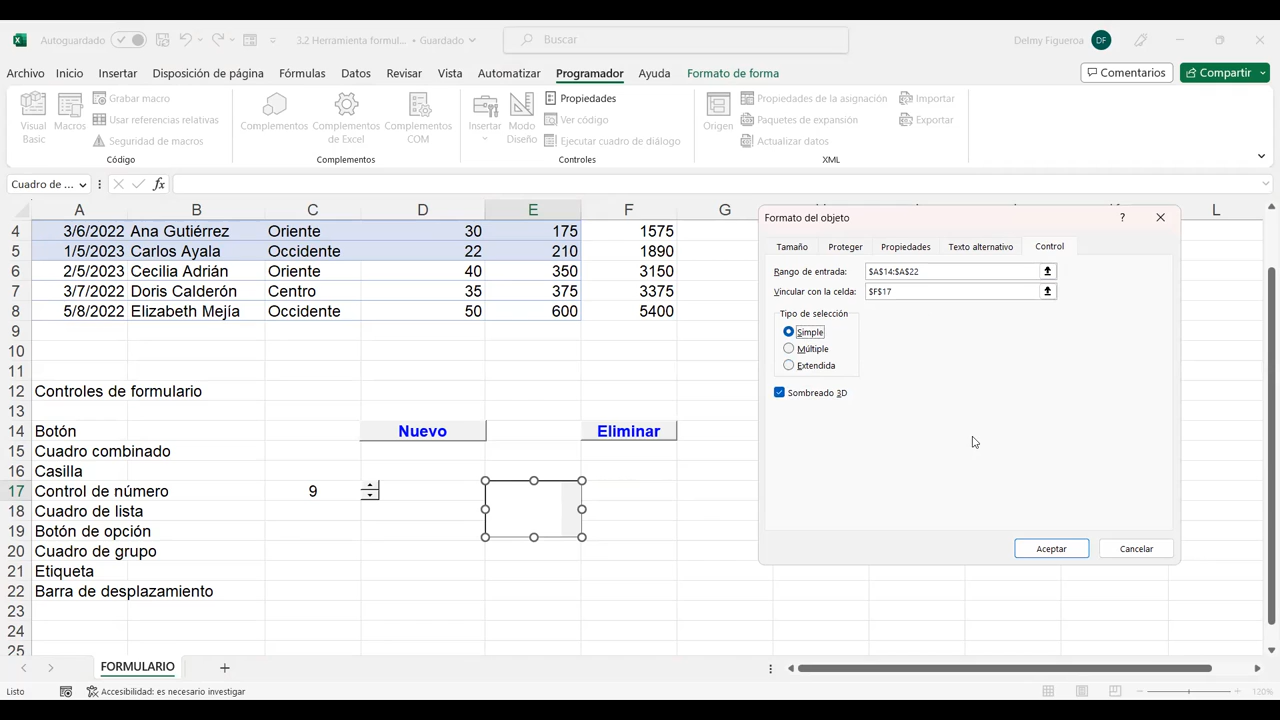 Autoguardado
3.2 Herramienta formul... • Guardado
Buscar
Delmy Figueroa
DF
Archivo Inicio Insertar Disposición de página Fórmulas Datos Revisar Vista Automatizar Programador Ayuda Formato de forma
Comentarios
Compartir
Visual Basic
Macros
Grabar macro
Usar referencias relativas
Seguridad de macros
Código
Complementos
Complementos de Excel
Complementos COM
Complementos
Insertar
Modo Diseño
Propiedades
Ver código
Ejecutar cuadro de diálogo
Controles
Origen
Propiedades de la asignación
Paquetes de expansión
Actualizar datos
Importar
Exportar
XML
Cuadro de ...
fx
A B C D E F G L
4 3/6/2022 Ana Gutiérrez Oriente 30 175 1575
5 1/5/2023 Carlos Ayala Occidente 22 210 1890
6 2/5/2023 Cecilia Adrián Oriente 40 350 3150
7 3/7/2022 Doris Calderón Centro 35 375 3375
8 5/8/2022 Elizabeth Mejía Occidente 50 600 5400
9
10
11
12 Controles de formulario
13
14 Botón Nuevo Eliminar
15 Cuadro combinado
16 Casilla
17 Control de número 9
18 Cuadro de lista
19 Botón de opción
20 Cuadro de grupo
21 Etiqueta
22 Barra de desplazamiento
23
24
25
Formato del objeto
?
Tamaño Proteger Propiedades Texto alternativo Control
Rango de entrada: $A$14:$A$22
Vincular con la celda: $F$17
Tipo de selección
Simple
Múltiple
Extendida
Sombreado 3D
Aceptar Cancelar
FORMULARIO
Listo
Accesibilidad: es necesario investigar
120%